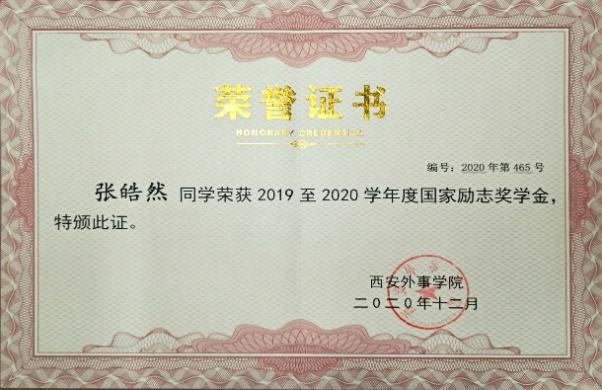 荣誉证书
HONORARY CREDENTIAL
编号：2020 年第 465 号
张皓然 同学荣获 2019 至 2020 学年度国家励志奖学金，
特颁此证。
西安外事学院
二〇二〇年十二月